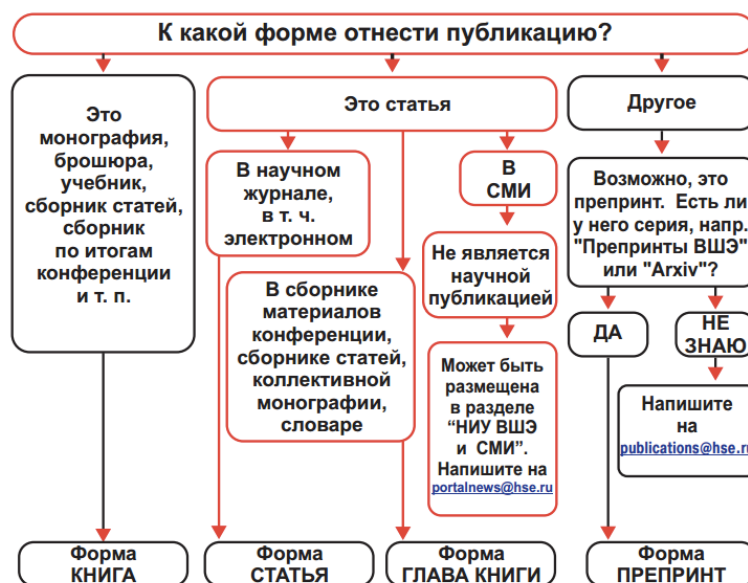 К какой форме отнести публикацию?
Это
монография,
брошюра,
учебник,
сборник статей,
сборник
по итогам
конференции
и т. п.
Форма
КНИГА
Это статья
В научном
журнале,
в т. ч.
электронном
Форма
СТАТЬЯ
В сборнике
материалов
конференции,
сборнике статей,
коллективной
монографии,
словаре
Форма
ГЛАВА КНИГИ
В
СМИ
Не является
научной
публикацией
Может быть
размещена
в разделе
“НИУ ВШЭ
и СМИ”.
Напишите на
portalnews@hse.ru
Другое
Возможно, это
препринт. Есть ли
у него серия, напр.
"Препринты ВШЭ"
или "Arxiv"?
ДА
НЕ
ЗНАЮ
Напишите
на
publications@hse.ru
Форма
ПРЕПРИНТ